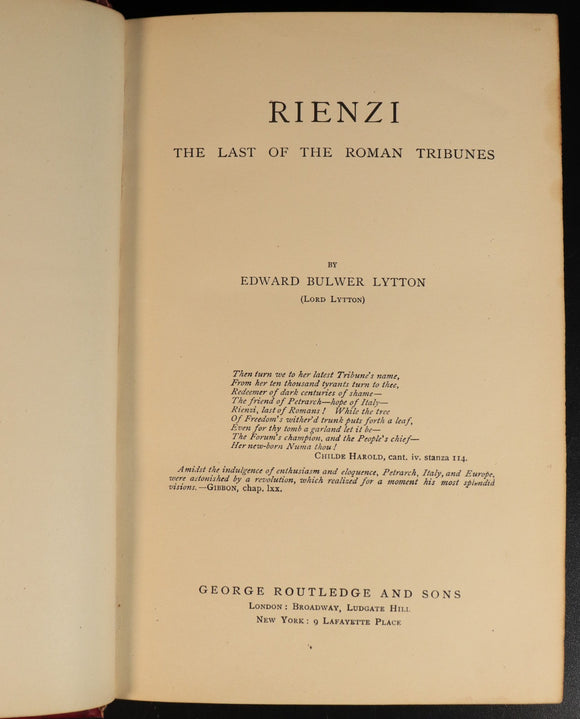 RIENZI
THE LAST OF THE ROMAN TRIBUNES
BY
EDWARD BULWER LYTTON
(LORD LYTTON)
Then turn we to her latest Tribune's name,
From her ten thousand tyrants turn to thee,
Redeemer of dark centuries of shame—
The friend of Petrarch—hope of Italy—
Rienzi, last of Romans! While the tree
Of Freedom's wither'd trunk puts forth a leaf,
Even for thy tomb a garland let it be—
The Forum's champion, and the People's chief—
Her new-born Numa thou!
CHILDE HAROLD, cant. iv. stanza 114.
Amidst the indulgence of enthusiasm and eloquence, Petrarch, Italy, and Europe,
were astonished by a revolution, which realized for a moment his most splendid
visions.—GIBBON, chap. lxx.
GEORGE ROUTLEDGE AND SONS
LONDON: BROADWAY, LUDGATE HILL
NEW YORK: 9 LAFAYETTE PLACE